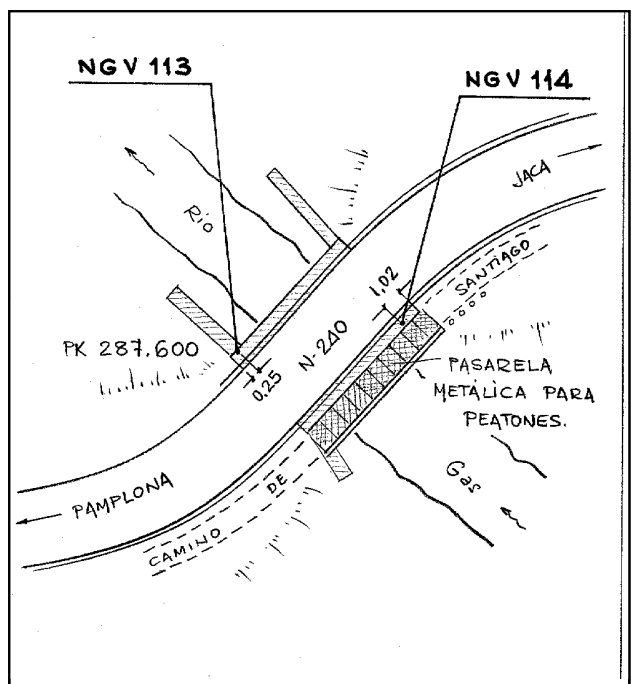 NGV 113
NGV 114
JACA
Río
SANTIAGO
1,02
PK 287.600
N-240
0.25
PASARELA
METÁLICA PARA
PEATONES.
Gas
PAMPLONA
CAMINO DE